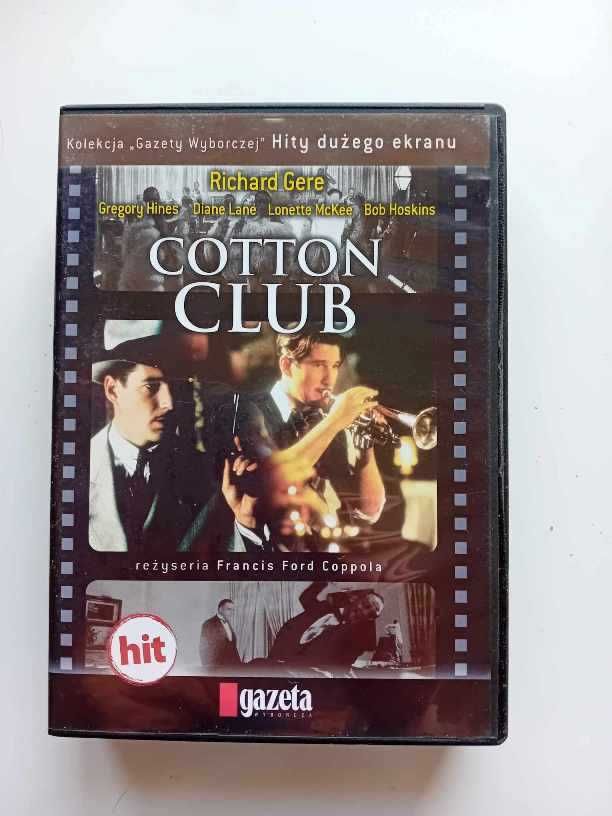 Kolekcja „Gazety Wyborczej” Hity dużego ekranu
Richard Gere
Gregory Hines Diane Lane Lonette McKee Bob Hoskins
COTTON
CLUB
reżyseria Francis Ford Coppola
hit
gazeta
WYBORCZA